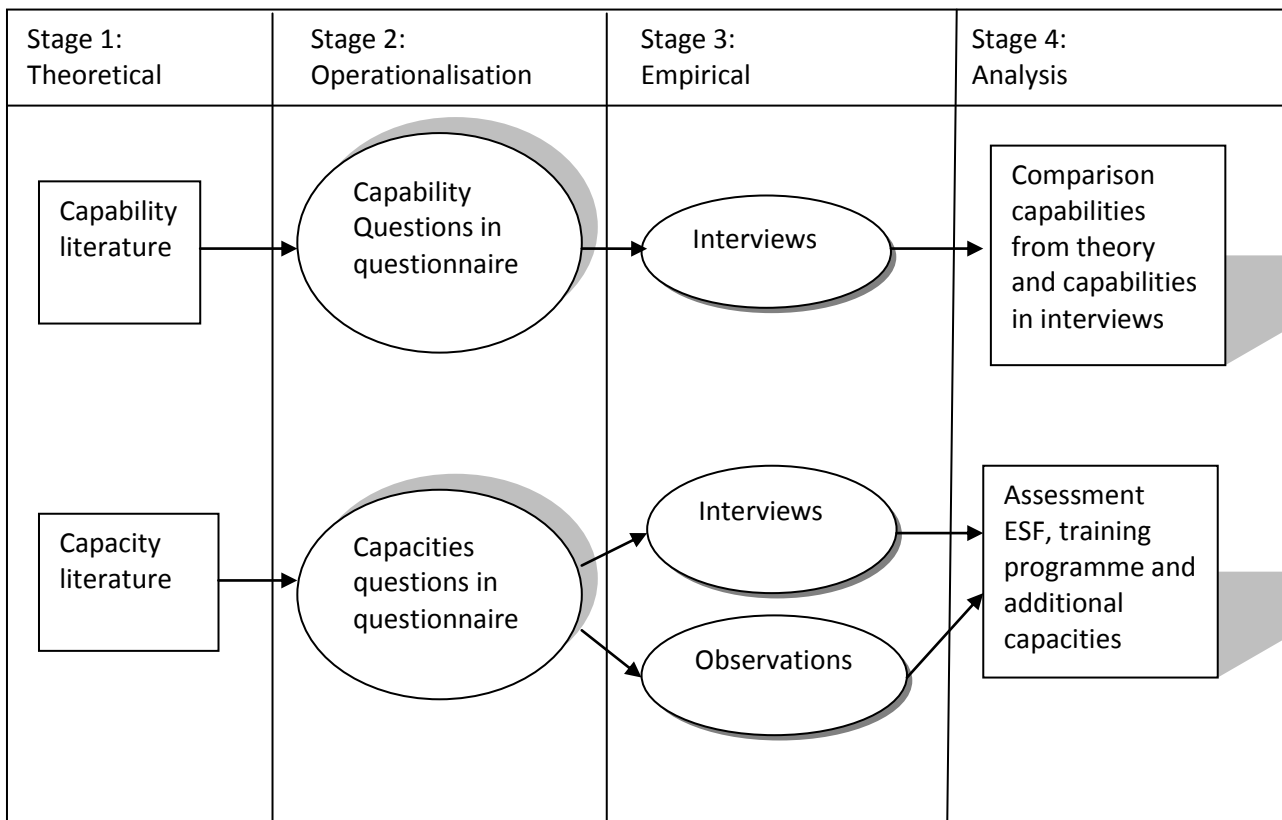 Stage 1:
Theoretical
Stage 2:
Operationalisation
Stage 3:
Empirical
Stage 4:
Analysis
Capability
literature
Capability
Questions in
questionnaire
Interviews
Comparison
capabilities
from theory
and capabilities
in interviews
Capacity
literature
Capacities
questions in
questionnaire
Interviews
Observations
Assessment
ESF, training
programme and
additional
capacities